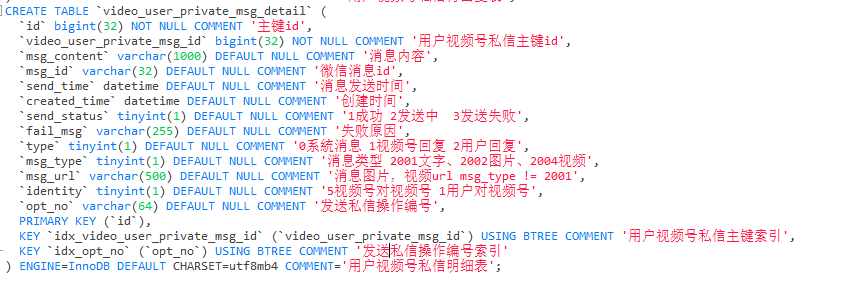 CREATE TABLE `video_user_private_msg_detail` (
`id` bigint(32) NOT NULL COMMENT '主键id',
`video_user_private_msg_id` bigint(32) NOT NULL COMMENT '用户视频号私信主键id',
`msg_content` varchar(1000) DEFAULT NULL COMMENT '消息内容',
`msg_id` varchar(32) DEFAULT NULL COMMENT '微信消息id',
`send_time` datetime DEFAULT NULL COMMENT '消息发送时间',
`created_time` datetime DEFAULT NULL COMMENT '创建时间',
`send_status` tinyint(1) DEFAULT NULL COMMENT '1成功 2发送中  3发送失败',
`fail_msg` varchar(255) DEFAULT NULL COMMENT '失败原因',
`type` tinyint(1) DEFAULT NULL COMMENT '0系统消息 1视频号回复 2用户回复',
`msg_type` tinyint(1) DEFAULT NULL COMMENT '消息类型 2001文字、2002图片、2004视频',
`msg_url` varchar(500) DEFAULT NULL COMMENT '消息图片，视频url msg_type != 2001',
`identity` tinyint(1) DEFAULT NULL COMMENT '5视频号对视频号 1用户对视频号',
`opt_no` varchar(64) DEFAULT NULL COMMENT '发送私信操作编号',
PRIMARY KEY (`id`),
KEY `idx_video_user_private_msg_id` (`video_user_private_msg_id`) USING BTREE COMMENT '用户视频号私信主键索引',
KEY `idx_opt_no` (`opt_no`) USING BTREE COMMENT '发送私信操作编号索引'
) ENGINE=InnoDB DEFAULT CHARSET=utf8mb4 COMMENT='用户视频号私信明细表';